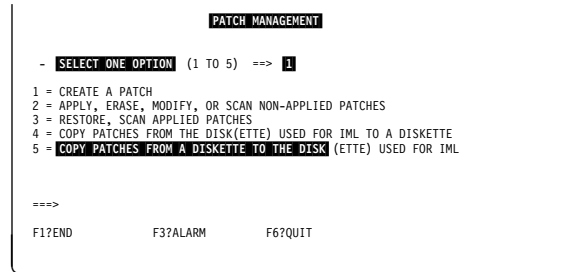 PATCH MANAGEMENT
- SELECT ONE OPTION (1 TO 5) ==> 1
1 = CREATE A PATCH
2 = APPLY, ERASE, MODIFY, OR SCAN NON-APPLIED PATCHES
3 = RESTORE, SCAN APPLIED PATCHES
4 = COPY PATCHES FROM THE DISK(ETTE) USED FOR IML TO A DISKETTE
5 = COPY PATCHES FROM A DISKETTE TO THE DISK (ETTE) USED FOR IML
===>
F1?END F3?ALARM F6?QUIT